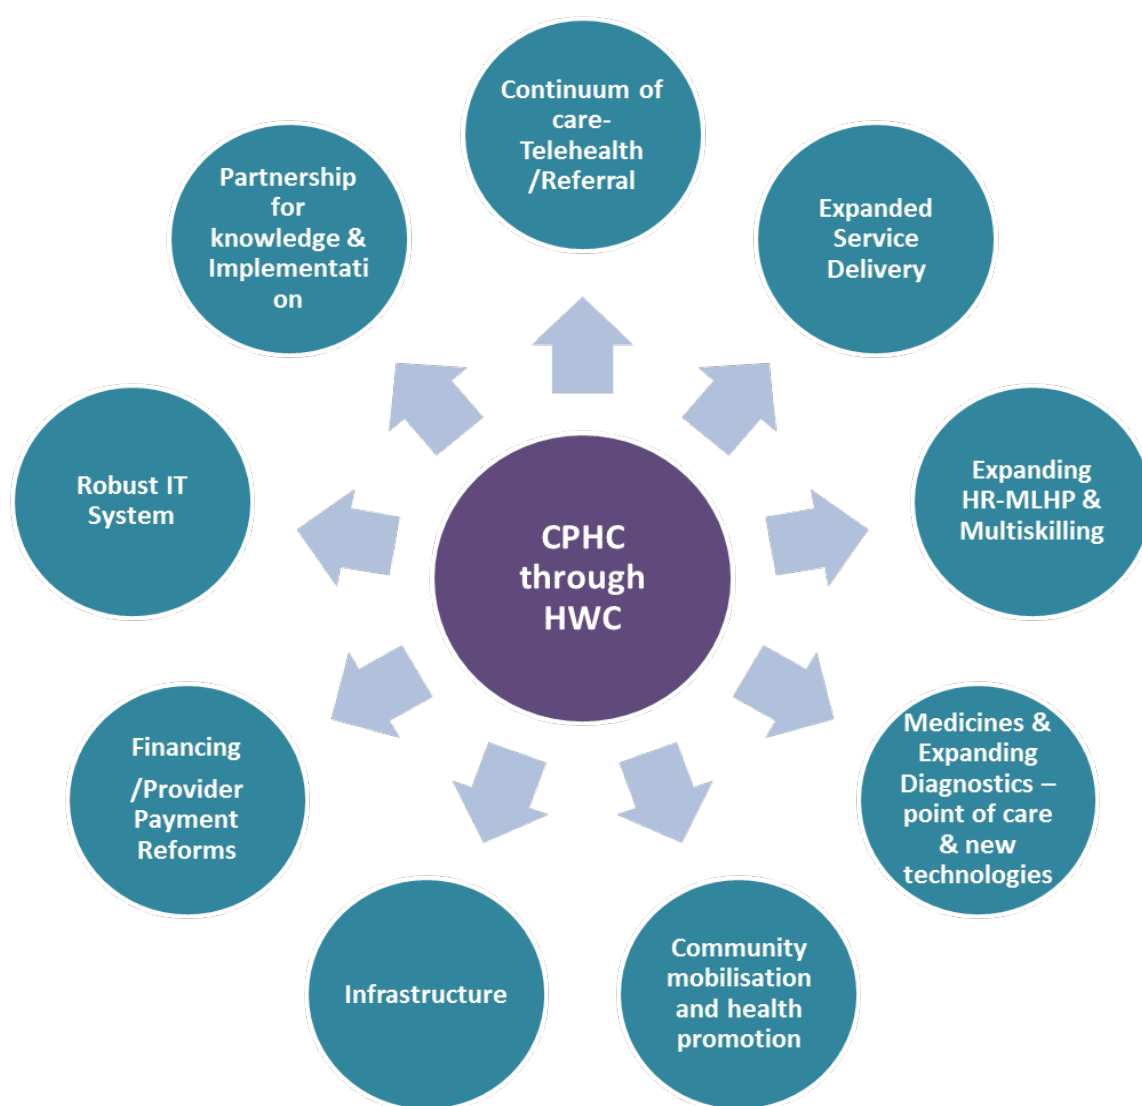 Continuum of
care-
Telehealth
/Referral
Expanded
Service
Delivery
Expanding
HR-MLHP &
Multiskilling
Medicines &
Expanding
Diagnostics –
point of care
& new
technologies
Community
mobilisation
and health
promotion
Infrastructure
Financing
/Provider
Payment
Reforms
Robust IT
System
Partnership
for
knowledge &
Implementati
on
CPHC
through
HWC